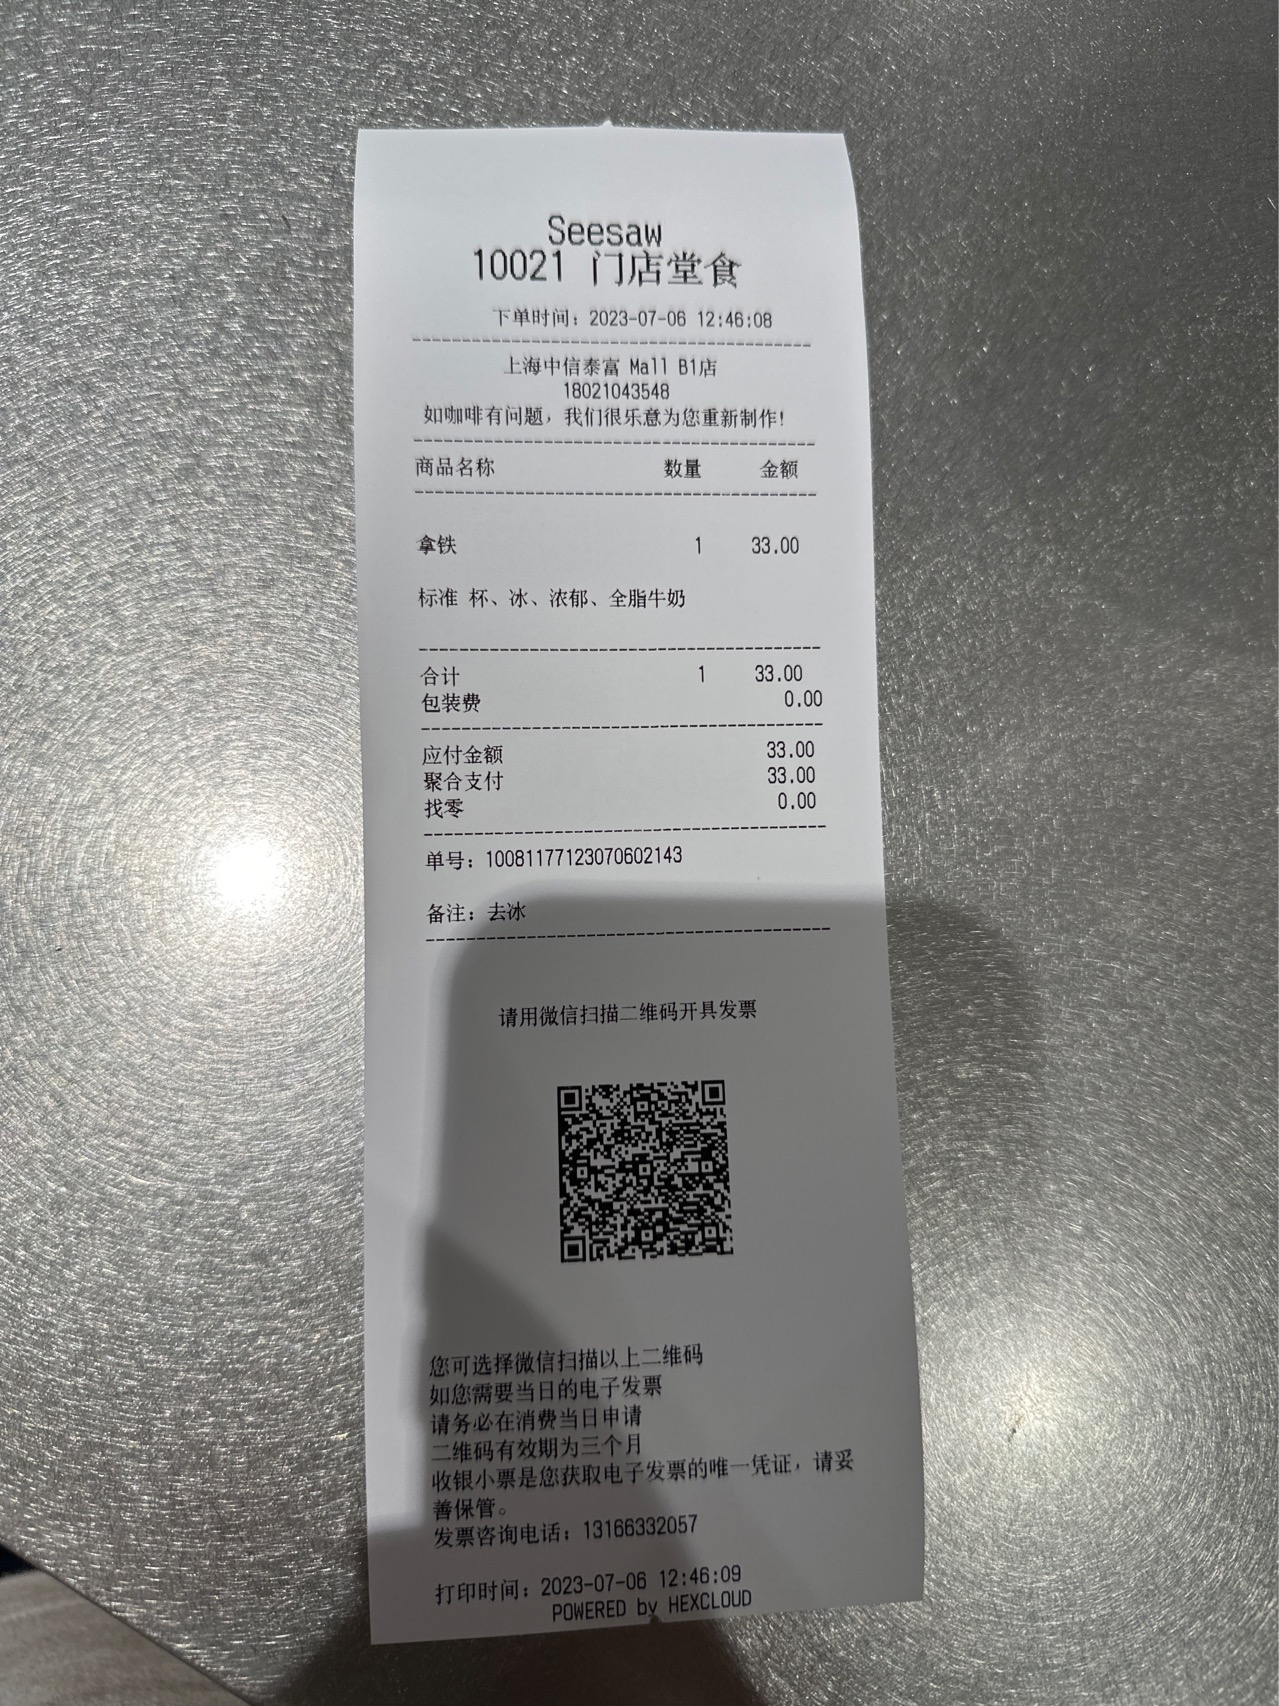 Seesaw
10021 门店堂食
下单时间：2023-07-06 12:46:08
上海中信泰富 Mall B1店
18021043548
如咖啡有问题，我们很乐意为您重新制作！
商品名称 数量 金额
拿铁 1 33.00
标准 杯、冰、浓郁、全脂牛奶
合计 1 33.00
包装费 0.00
应付金额 33.00
聚合支付 33.00
找零 0.00
单号：10081177123070602143
备注：去冰
请用微信扫描二维码开具发票
您可选择微信扫描以上二维码
如您需要当日的电子发票
请务必在消费当日申请
二维码有效期为三个月
收银小票是您获取电子发票的唯一凭证，请妥
善保管。
发票咨询电话：13166332057
打印时间：2023-07-06 12:46:09
POWERED by HEXCLOUD